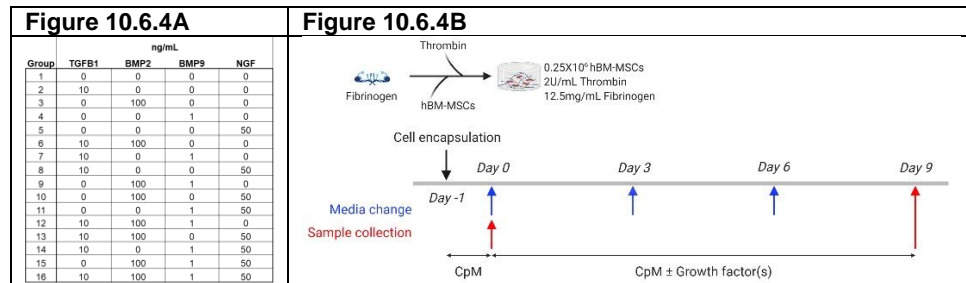 Figure 10.6.4A
ng/mL
Group TGFB1 BMP2 BMP9 NGF
1 0 0 0 0
2 10 0 0 0
3 0 100 0 0
4 0 0 1 0
5 0 0 0 50
6 10 100 0 0
7 10 0 1 0
8 10 0 0 50
9 0 100 1 0
10 0 100 0 50
11 0 0 1 50
12 10 100 1 0
13 10 100 0 50
14 10 0 1 50
15 0 100 1 50
16 10 100 1 50
Figure 10.6.4B
Thrombin
Fibrinogen
hBM-MSCs
0.25X10⁶ hBM-MSCs
2U/mL Thrombin
12.5mg/mL Fibrinogen
Cell encapsulation
Day -1
Day 0
Day 3
Day 6
Day 9
Media change
Sample collection
CpM
CpM ± Growth factor(s)